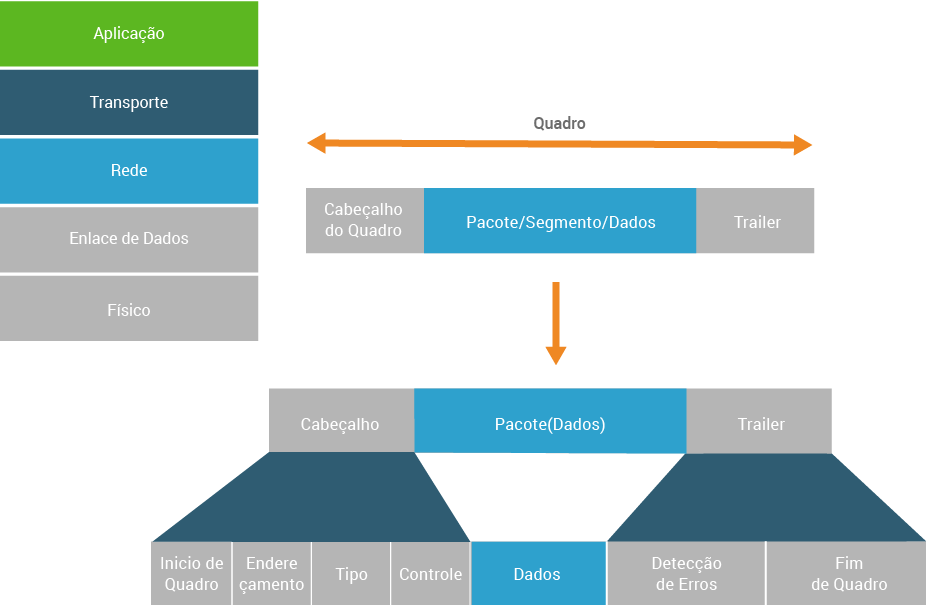 Aplicação
Transporte
Rede
Enlace de Dados
Físico
Quadro
Cabeçalho
do Quadro
Pacote/Segmento/Dados
Trailer
Cabeçalho
Pacote(Dados)
Trailer
Inicio de
Quadro
Endere
çamento
Tipo
Controle
Dados
Detecção
de Erros
Fim
de Quadro